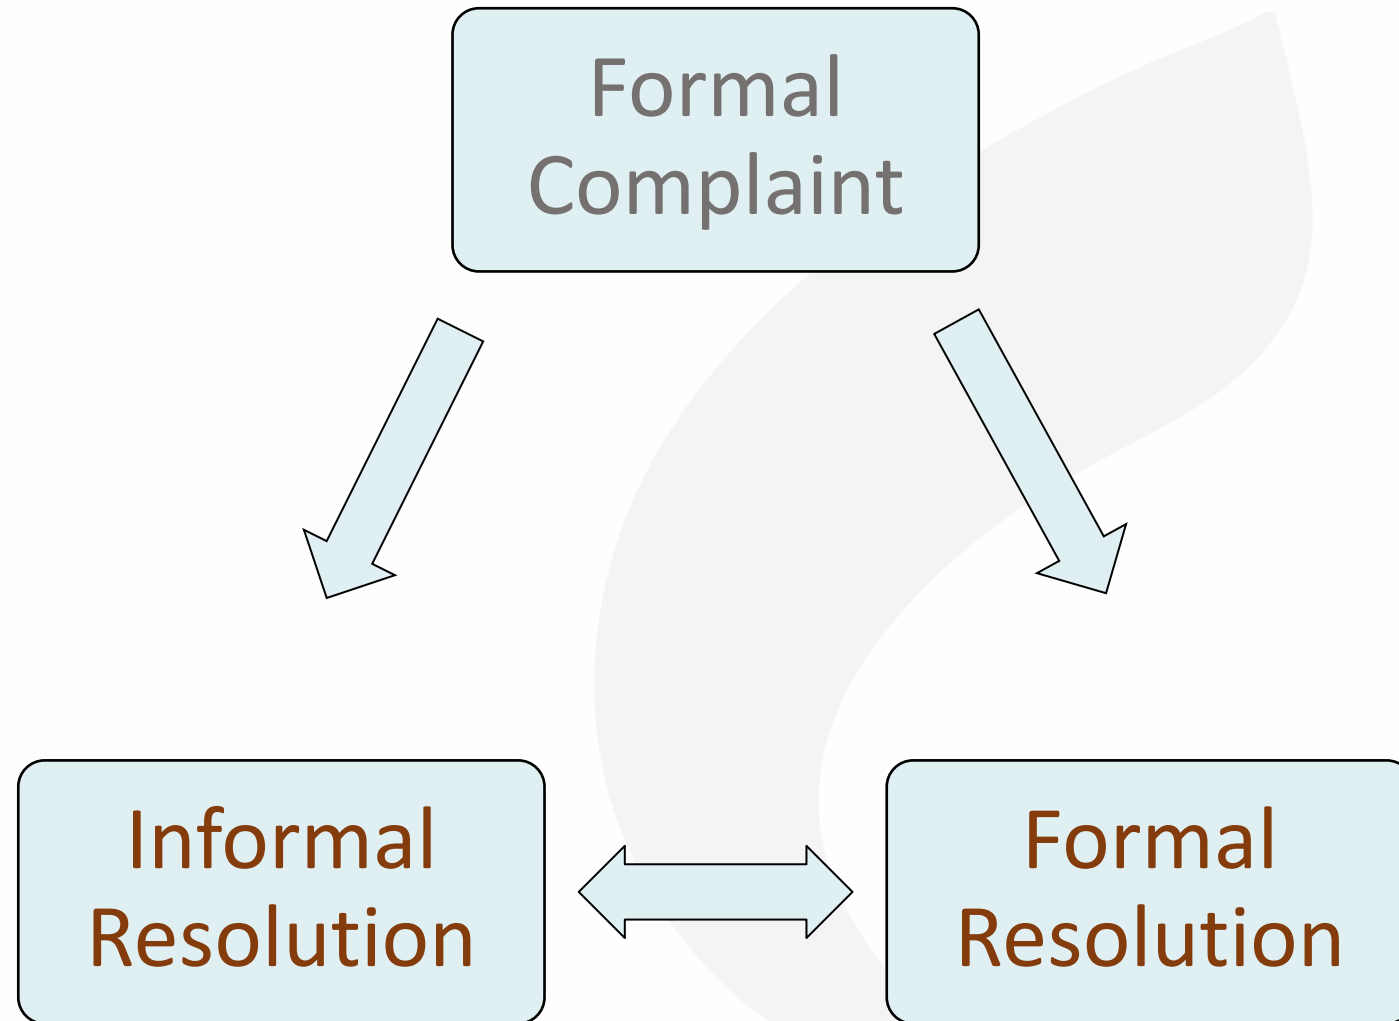 Formal
Complaint
Informal
Resolution
Formal
Resolution